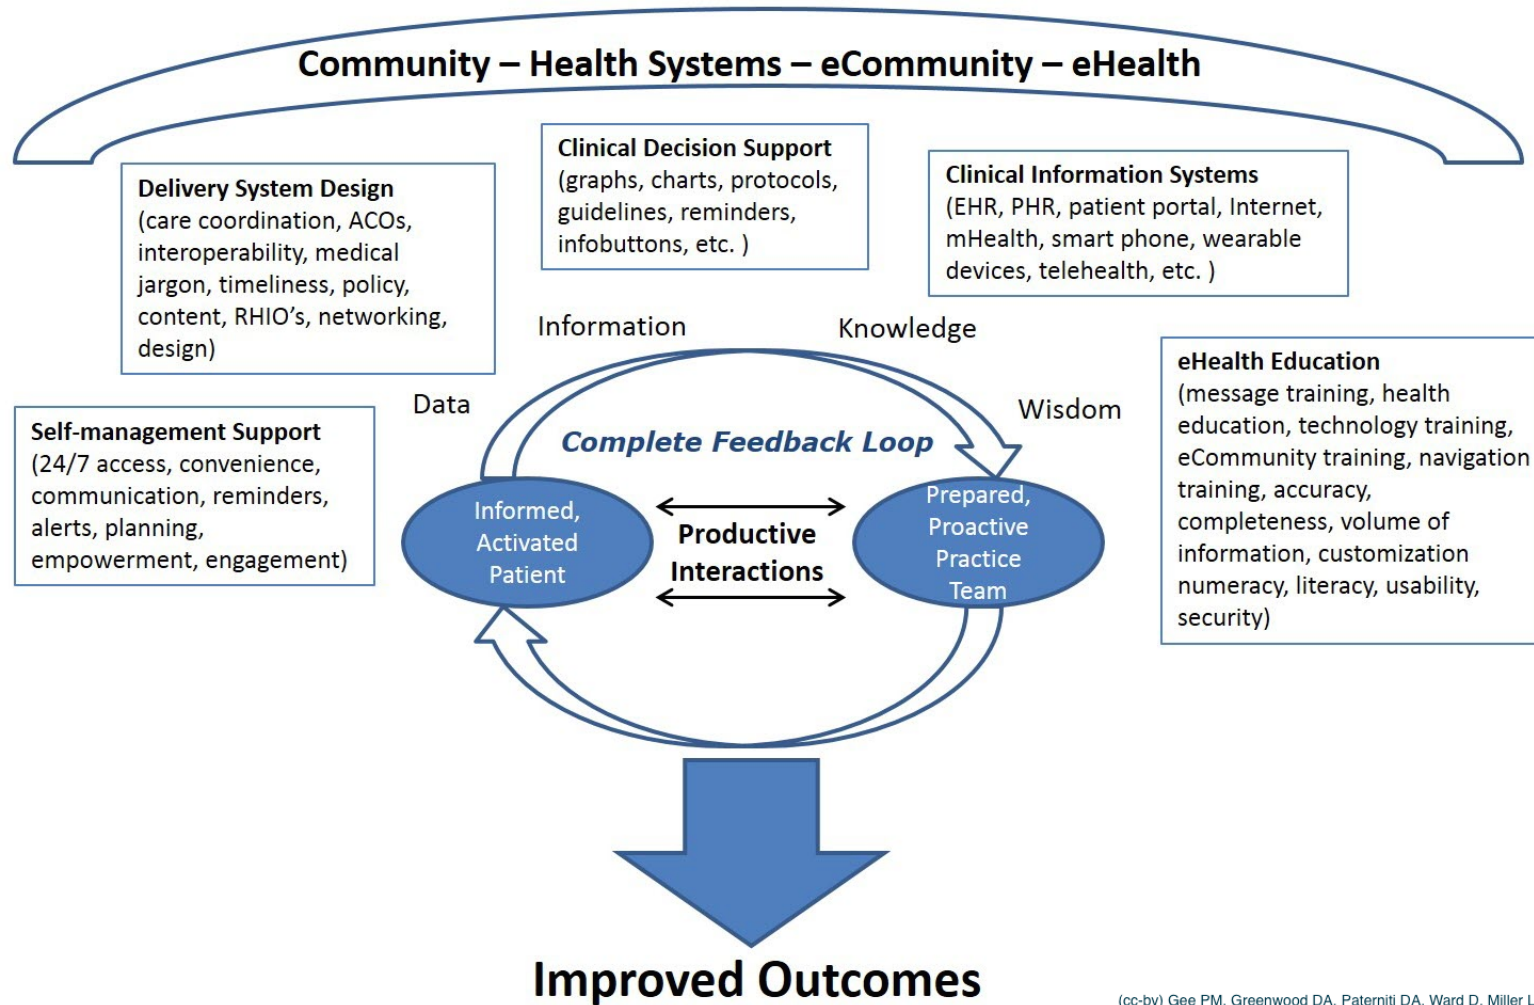 Community – Health Systems – eCommunity – eHealth
Delivery System Design
(care coordination, ACOs,
interoperability, medical
jargon, timeliness, policy,
content, RHIO’s, networking,
design)
Clinical Decision Support
(graphs, charts, protocols,
guidelines, reminders,
infobuttons, etc. )
Clinical Information Systems
(EHR, PHR, patient portal, Internet,
mHealth, smart phone, wearable
devices, telehealth, etc. )
Self-management Support
(24/7 access, convenience,
communication, reminders,
alerts, planning,
empowerment, engagement)
Data
Information
Knowledge
Wisdom
eHealth Education
(message training, health
education, technology training,
eCommunity training, navigation
training, accuracy,
completeness, volume of
information, customization
numeracy, literacy, usability,
security)
Complete Feedback Loop
Informed,
Activated
Patient
Productive
Interactions
Prepared,
Proactive
Practice
Team
Improved Outcomes
(cc-by) Gee PM, Greenwood DA, Paterniti DA, Ward D, Miller L